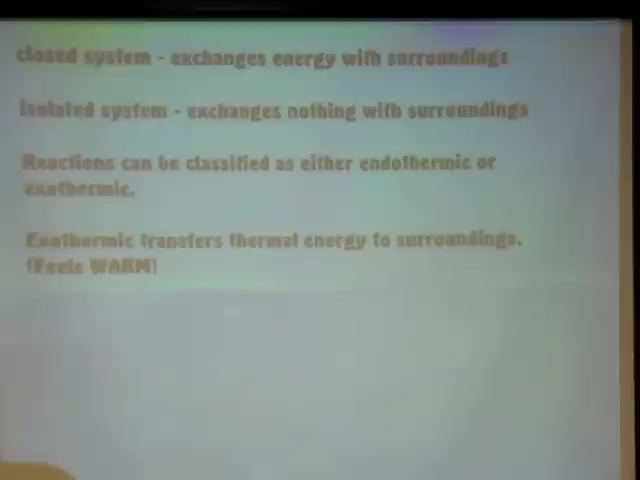 closed system - exchanges energy with surroundings
isolated system - exchanges nothing with surroundings
Reactions can be classified as either endothermic or
exothermic.
Exothermic transfers thermal energy to surroundings.
(Feels WARM)